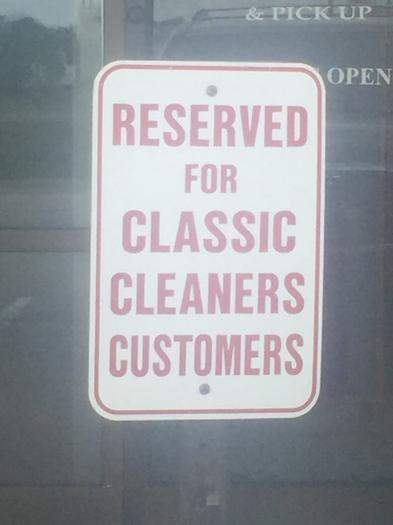 & PICK UP
OPEN
RESERVED
FOR
CLASSIC
CLEANERS
CUSTOMERS